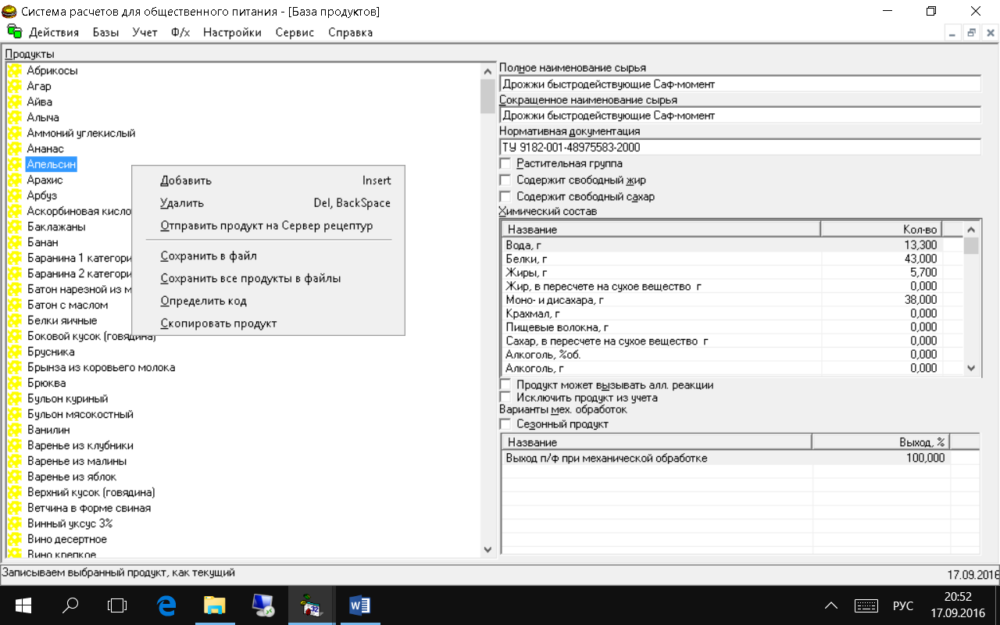 Система расчетов для общественного питания - [База продуктов]
Действия Базы Учет Ф/х Настройки Сервис Справка
Продукты
Абрикосы
Агар
Айва
Алыча
Аммоний углекислый
Ананас
Апельсин
Арахис
Арбуз
Аскорбиновая кисло
Баклажаны
Банан
Баранина 1 категори
Баранина 2 категори
Батон нарезной из м
Батон с маслом
Белки яичные
Боковой кусок (говядина)
Брусника
Брынза из коровьего молока
Брюква
Бульон куриный
Бульон мясокостный
Ванилин
Варенье из клубники
Варенье из малины
Варенье из яблок
Верхний кусок (говядина)
Ветчина в форме свиная
Винный уксус 3%
Вино десертное
Вино крепкое
Добавить Insert
Удалить Del, BackSpace
Отправить продукт на Сервер рецептур
Сохранить в файл
Сохранить все продукты в файлы
Определить код
Скопировать продукт
Полное наименование сырья
Дрожжи быстродействующие Саф-момент
Сокращенное наименование сырья
Дрожжи быстродействующие Саф-момент
Нормативная документация
ТУ 9182-001-48975583-2000
Растительная группа
Содержит свободный жир
Содержит свободный сахар
Химический состав
Название Кол-во
Вода, г 13,300
Белки, г 43,000
Жиры, г 5,700
Жир, в пересчете на сухое вещество г 0,000
Моно- и дисахара, г 38,000
Крахмал, г 0,000
Пищевые волокна, г 0,000
Сахар, в пересчете на сухое вещество г 0,000
Алкоголь, %об. 0,000
Алкоголь, г 0,000
Продукт может вызывать алл. реакции
Исключить продукт из учета
Варианты мех. обработок
Сезонный продукт
Название Выход, %
Выход п/ф при механической обработке 100,000
Записываем выбранный продукт, как текущий 17.09.2016
РУС
20:52
17.09.2016